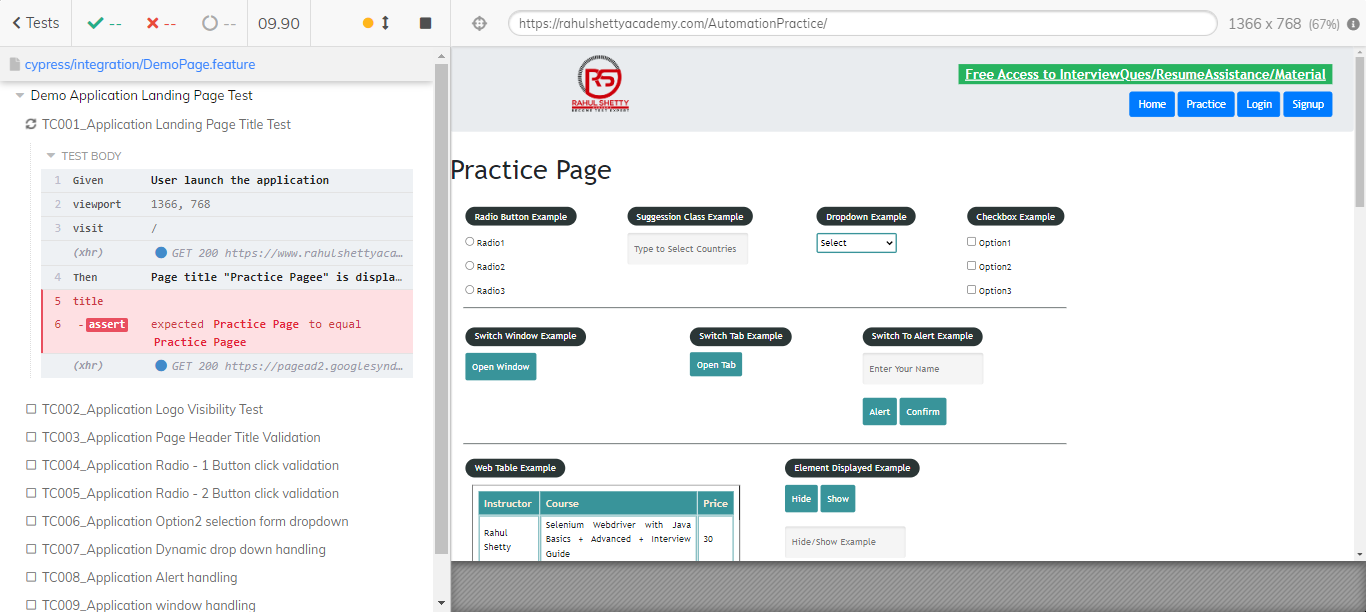 Tests
--
--
--
09.90
https://rahulshettyacademy.com/AutomationPractice/
1366 x 768 (67%)
cypress/integration/DemoPage.feature
Demo Application Landing Page Test
TC001_Application Landing Page Title Test
TEST BODY
1 Given User launch the application
2 viewport 1366, 768
3 visit /
(xhr) GET 200 https://www.rahulshettyaca…
4 Then Page title "Practice Pagee" is displa…
5 title
6 -assert expected Practice Page to equal
Practice Pagee
(xhr) GET 200 https://pagead2.googlesynd…
TC002_Application Logo Visibility Test
TC003_Application Page Header Title Validation
TC004_Application Radio - 1 Button click validation
TC005_Application Radio - 2 Button click validation
TC006_Application Option2 selection form dropdown
TC007_Application Dynamic drop down handling
TC008_Application Alert handling
TC009_Application window handling
RS
RAHUL SHETTY
Free Access to InterviewQues/ResumeAssistance/Material
Home Practice Login Signup
Practice Page
Radio Button Example Suggession Class Example Dropdown Example Checkbox Example
Radio1 Type to Select Countries Select Option1
Radio2 Option2
Radio3 Option3
Switch Window Example Switch Tab Example Switch To Alert Example
Open Window Open Tab Enter Your Name
Alert Confirm
Web Table Example Element Displayed Example
Instructor Course Price
Rahul Shetty Selenium Webdriver with Java
Basics + Advanced + Interview 30
Guide
Hide Show
Hide/Show Example